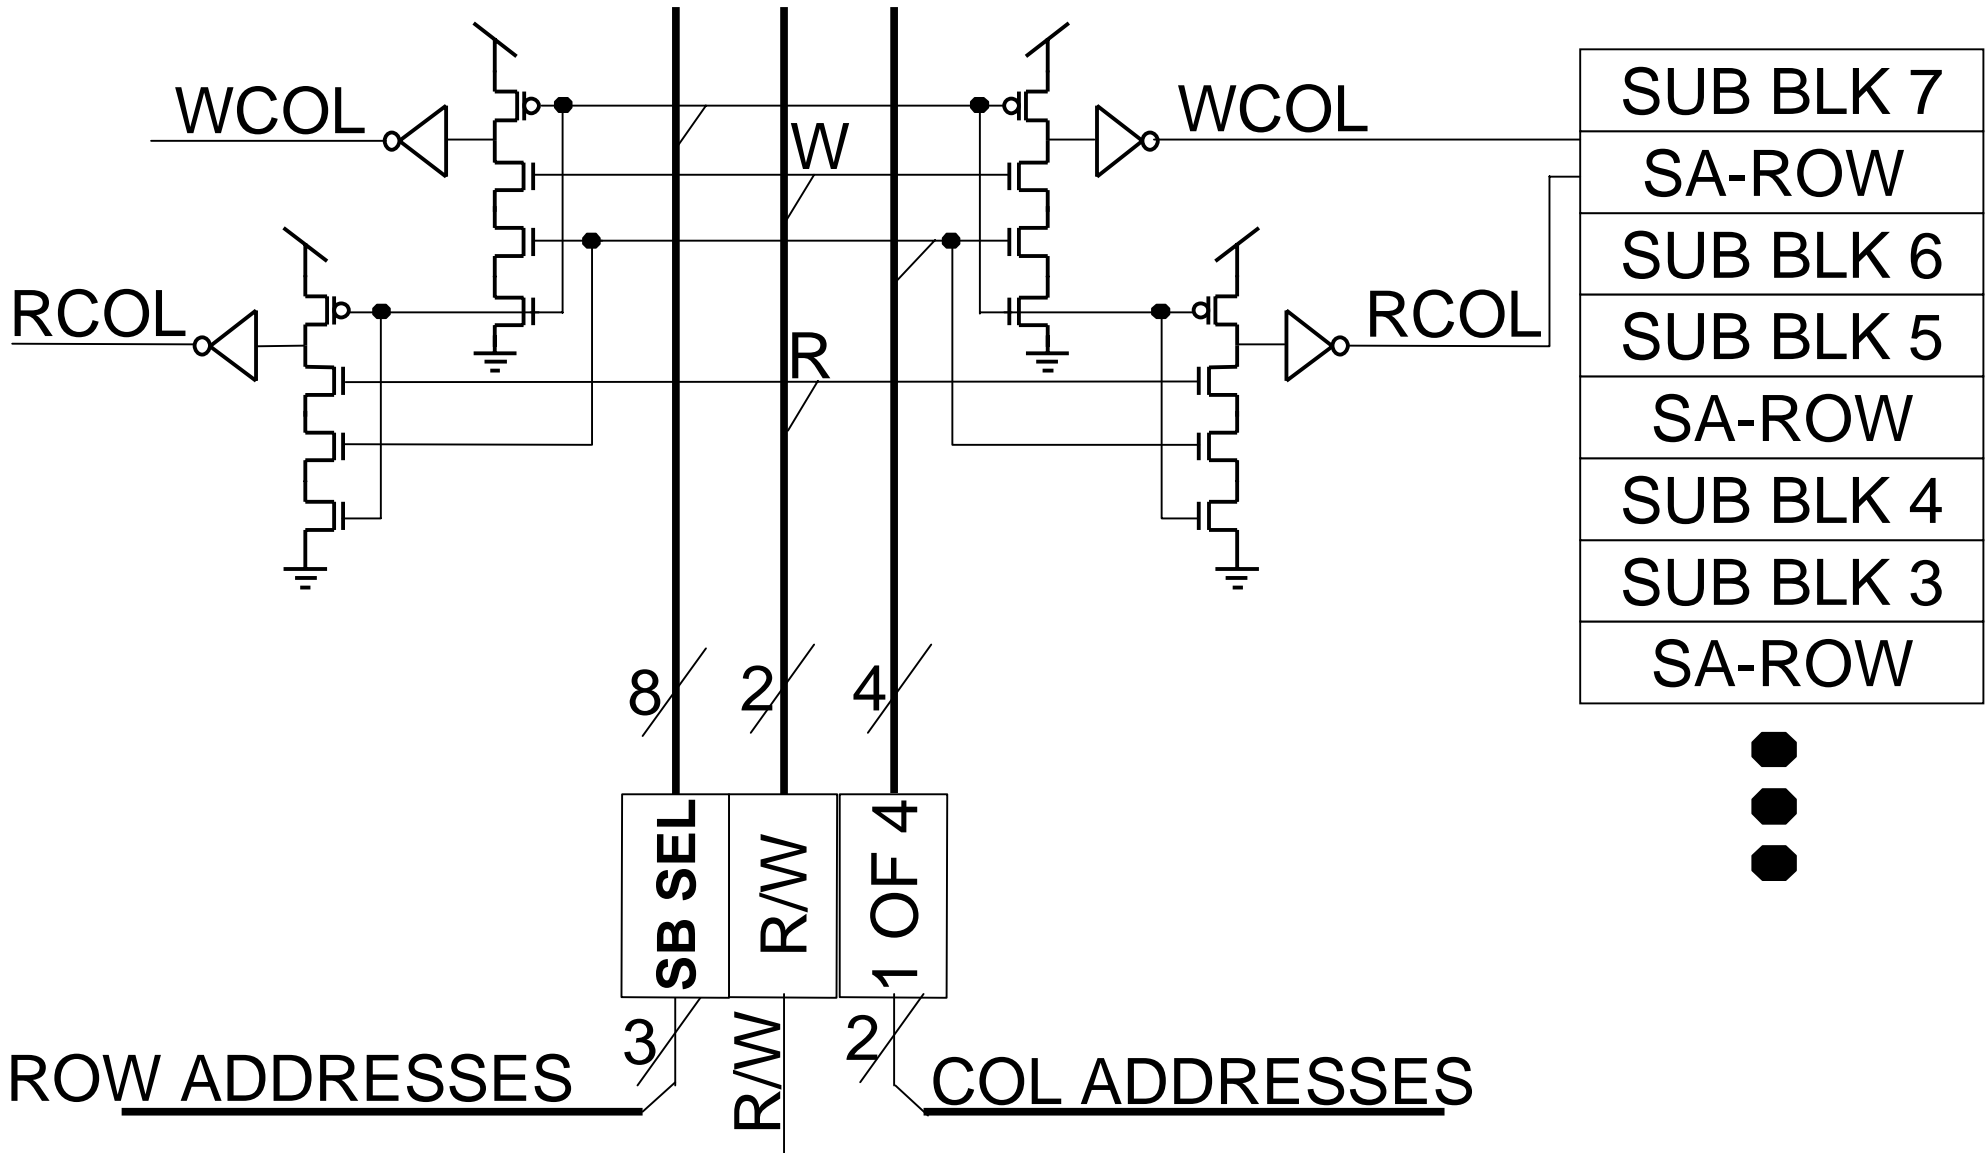 WCOL
W
WCOL
RCOL
R
RCOL
SUB BLK 7
SA-ROW
SUB BLK 6
SUB BLK 5
SA-ROW
SUB BLK 4
SUB BLK 3
SA-ROW
8
2
4
SB SEL
R/W
1 OF 4
3
R/W
2
ROW ADDRESSES
COL ADDRESSES